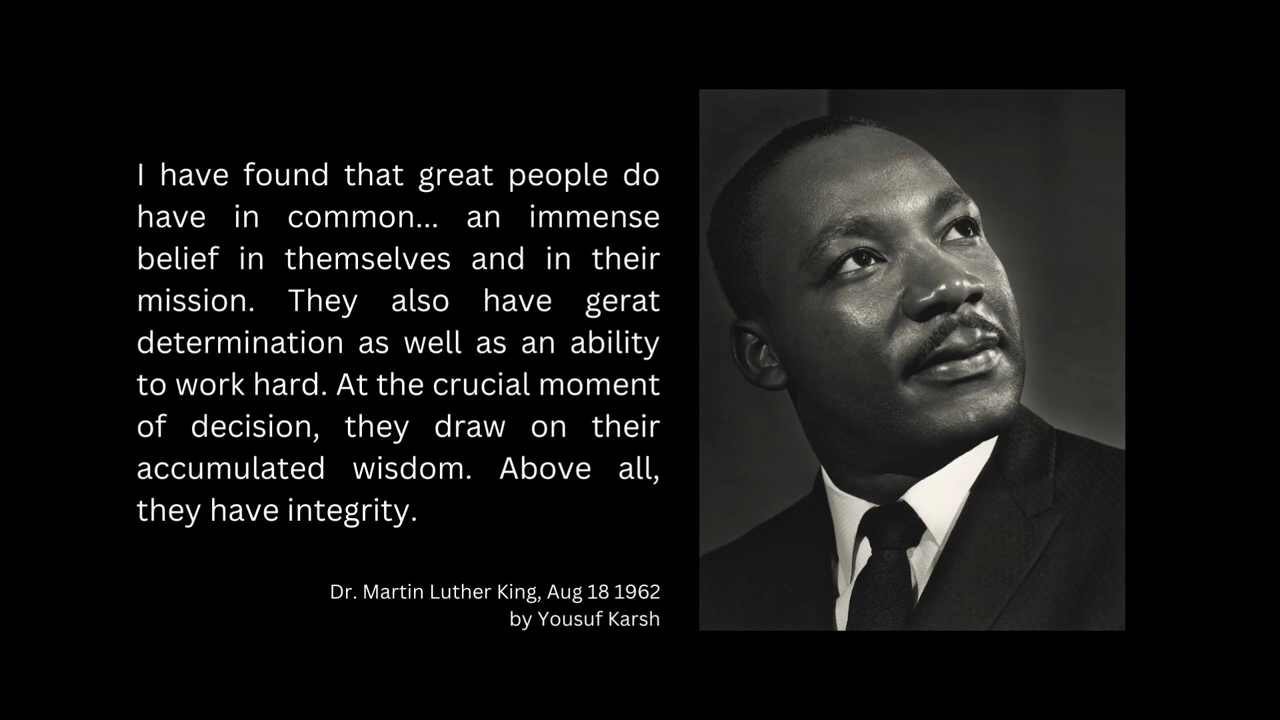 I have found that great people do
have in common... an immense
belief in themselves and in their
mission. They also have gerat
determination as well as an ability
to work hard. At the crucial moment
of decision, they draw on their
accumulated wisdom. Above all,
they have integrity.
Dr. Martin Luther King, Aug 18 1962
by Yousuf Karsh